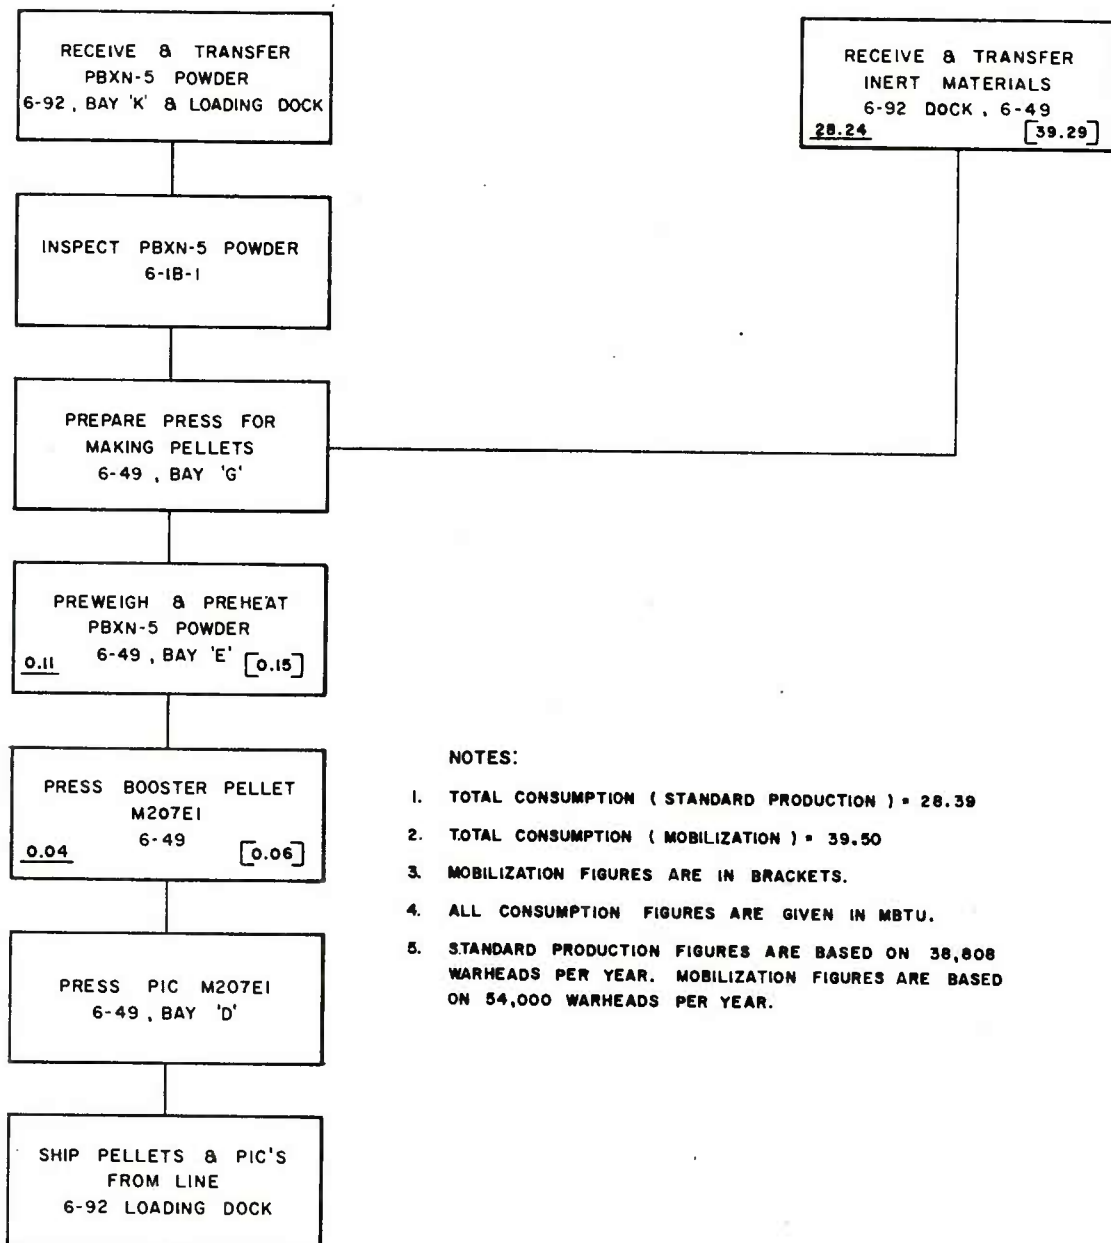 RECEIVE & TRANSFER
PBXN-5 POWDER
6-92, BAY 'K' & LOADING DOCK
RECEIVE & TRANSFER
INERT MATERIALS
6-92 DOCK, 6-49
28.24 [39.29]
INSPECT PBXN-5 POWDER
6-1B-1
PREPARE PRESS FOR
MAKING PELLETS
6-49, BAY 'G'
PREWEIGH & PREHEAT
PBXN-5 POWDER
6-49, BAY 'E'
0.11 [0.15]
PRESS BOOSTER PELLET
M207E1
6-49
0.04 [0.06]
PRESS PIC M207E1
6-49, BAY 'D'
SHIP PELLETS & PIC'S
FROM LINE
6-92 LOADING DOCK
NOTES:
1. TOTAL CONSUMPTION (STANDARD PRODUCTION) = 28.39
2. TOTAL CONSUMPTION (MOBILIZATION) = 39.50
3. MOBILIZATION FIGURES ARE IN BRACKETS.
4. ALL CONSUMPTION FIGURES ARE GIVEN IN MBTU.
5. STANDARD PRODUCTION FIGURES ARE BASED ON 38,808
WARHEADS PER YEAR. MOBILIZATION FIGURES ARE BASED
ON 54,000 WARHEADS PER YEAR.